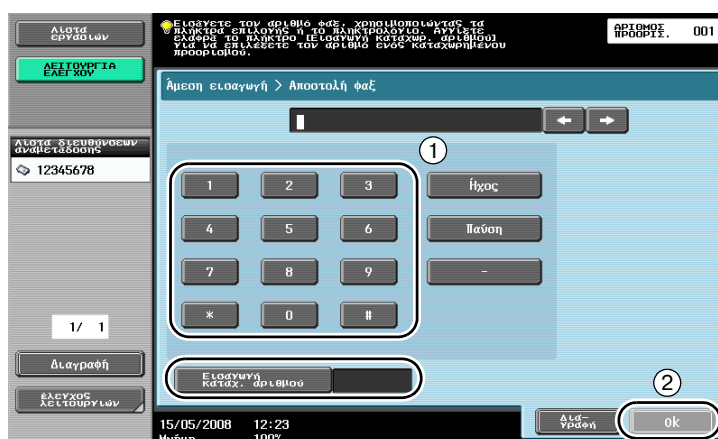 Λίστα
εργασιών
ΛΕΙΤΟΥΡΓΙΑ
ΕΛΕΓΧΟΥ
Εισάγετε τον αριθμό φαξ, χρησιμοποιώντας τα
πλήκτρα επιλογής ή το πληκτρολόγιο. Αγγίξτε
ελαφρά το πλήκτρο [Εισαγωγή καταχωρ. αριθμού]
για να επιλέξετε τον αριθμό ενός καταχωρημένου
προορισμού.
ΑΡΙΘΜΟΣ
ΠΡΟΟΡΙΣ. 001
Άμεση εισαγωγή > Αποστολή φαξ
Λίστα διευθύνσεων
αναμετάδοσης
12345678
1
1 2 3 Ήχος
4 5 6 Παύση
7 8 9 -
* 0 #
1/ 1
Διαγραφή
Έλεγχος
λειτουργιών
Εισαγωγή
καταχ. αριθμού
2
Δια-
γραφή
ok
15/05/2008 12:23
Μνήμη 100%